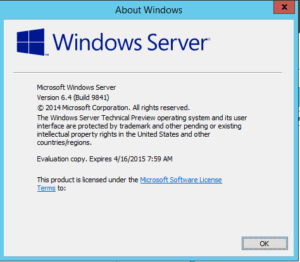 About Windows
x
Windows Server
Microsoft Windows Server
Version 6.4 (Build 9841)
© 2014 Microsoft Corporation. All rights reserved.
The Windows Server Technical Preview operating system and its user
interface are protected by trademark and other pending or existing
intellectual property rights in the United States and other
countries/regions.
Evaluation copy. Expires 4/16/2015 7:59 AM
This product is licensed under the Microsoft Software License
Terms to:
OK